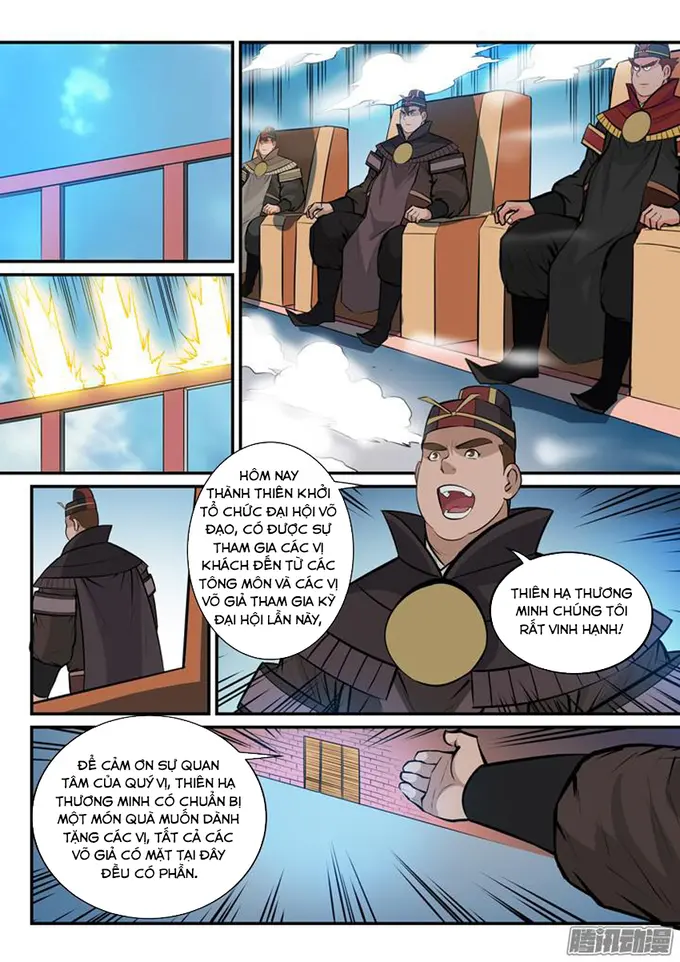 HÔM NAY
THÀNH THIÊN KHỞI
TỔ CHỨC ĐẠI HỘI VÕ
ĐẠO, CÓ ĐƯỢC SỰ
THAM GIA CÁC VỊ
KHÁCH ĐẾN TỪ CÁC
TÔNG MÔN VÀ CÁC VỊ
VÕ GIẢ THAM GIA KỲ
ĐẠI HỘI LẦN NÀY,
THIÊN HẠ THƯƠNG
MINH CHÚNG TÔI
RẤT VINH HẠNH!
ĐỂ CẢM ƠN SỰ QUAN
TÂM CỦA QUÝ VỊ, THIÊN HẠ
THƯƠNG MINH CÓ CHUẨN BỊ
MỘT MÓN QUÀ MUỐN DÀNH
TẶNG CÁC VỊ, TẤT CẢ CÁC
VÕ GIẢ CÓ MẶT TẠI ĐÂY
ĐỀU CÓ PHẦN.
腾讯动漫